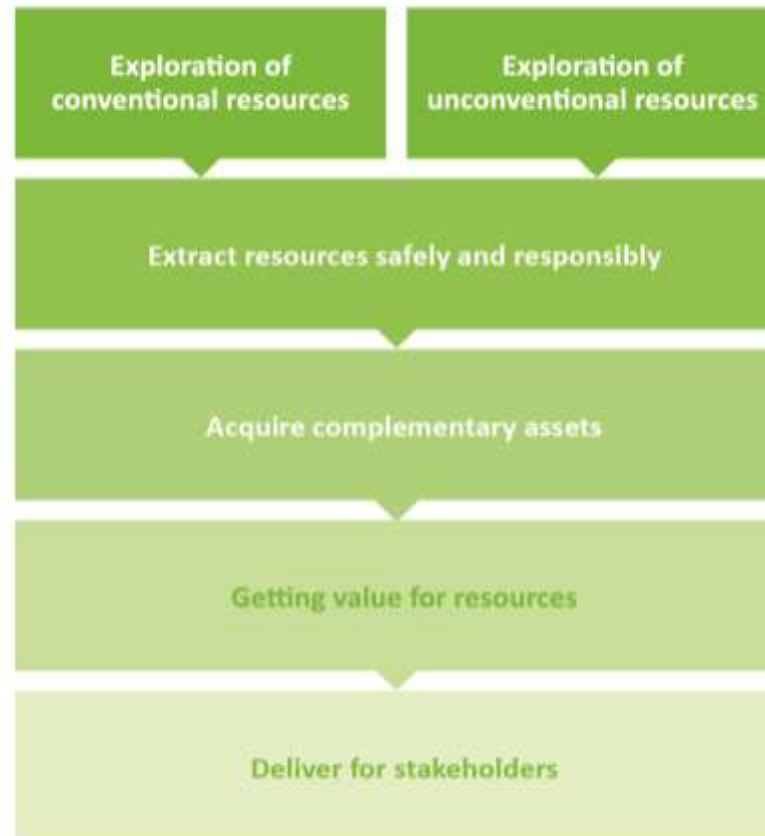 Exploration of
conventional resources
Exploration of
unconventional resources
Extract resources safely and responsibly
Acquire complementary assets
Getting value for resources
Deliver for stakeholders